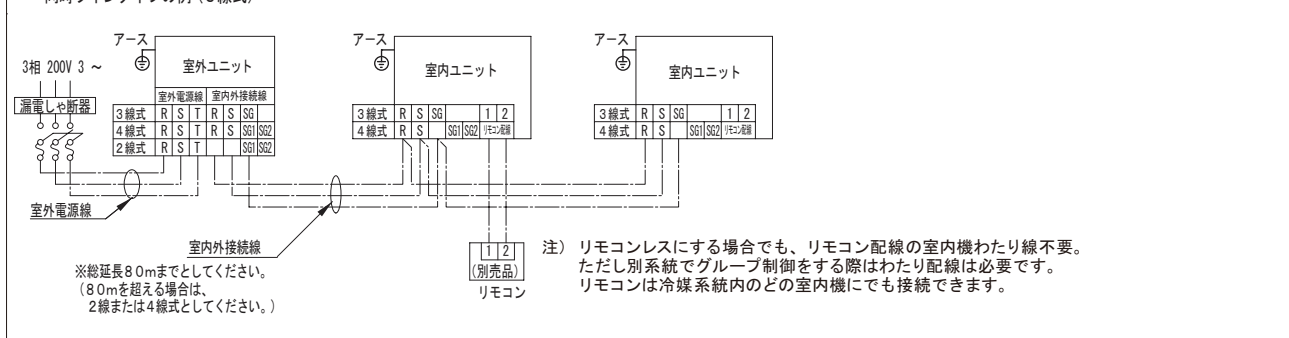 アース
3相 200V 3 ~
漏電しゃ断器
室外ユニット
室外電源線 室内外接続線
3線式 R S T R S SG
4線式 R S T R S SG1 SG2
2線式 R S T SG1 SG2
室外電源線
室内外接続線
※総延長80mまでとしてください。
(80mを超える場合は、
2線または4線式としてください。)
アース
室内ユニット
3線式 R S SG 1 2
4線式 R S SG1 SG2 リモコン配線
1 2
(別売品)
リモコン
アース
室内ユニット
3線式 R S SG 1 2
4線式 R S SG1 SG2 リモコン配線
注) リモコンレスにする場合でも、リモコン配線の室内機わたり線不要。
ただし別系統でグループ制御をする際はわたり配線は必要です。
リモコンは冷媒系統内のどの室内機にでも接続できます。